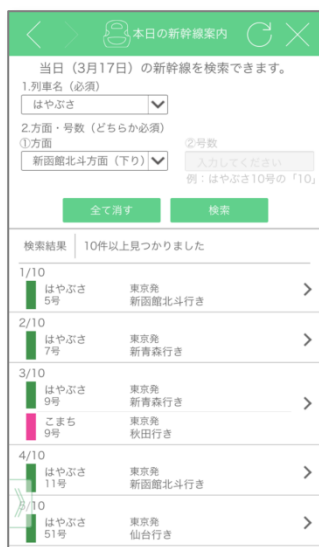 本日の新幹線案内
当日（3月17日）の新幹線を検索できます。
1.列車名（必須）
はやぶさ
2.方面・号数（どちらか必須）
①方面 ②号数
新函館北斗方面（下り） 入力してください
例：はやぶさ10号の「10」
全て消す 検索
検索結果 10件以上見つかりました
1/10
はやぶさ 東京発
5号 新函館北斗行き
2/10
はやぶさ 東京発
7号 新青森行き
3/10
はやぶさ 東京発
9号 新青森行き
こまち 東京発
9号 秋田行き
4/10
はやぶさ 東京発
11号 新函館北斗行き
5/10
はやぶさ 東京発
51号 仙台行き